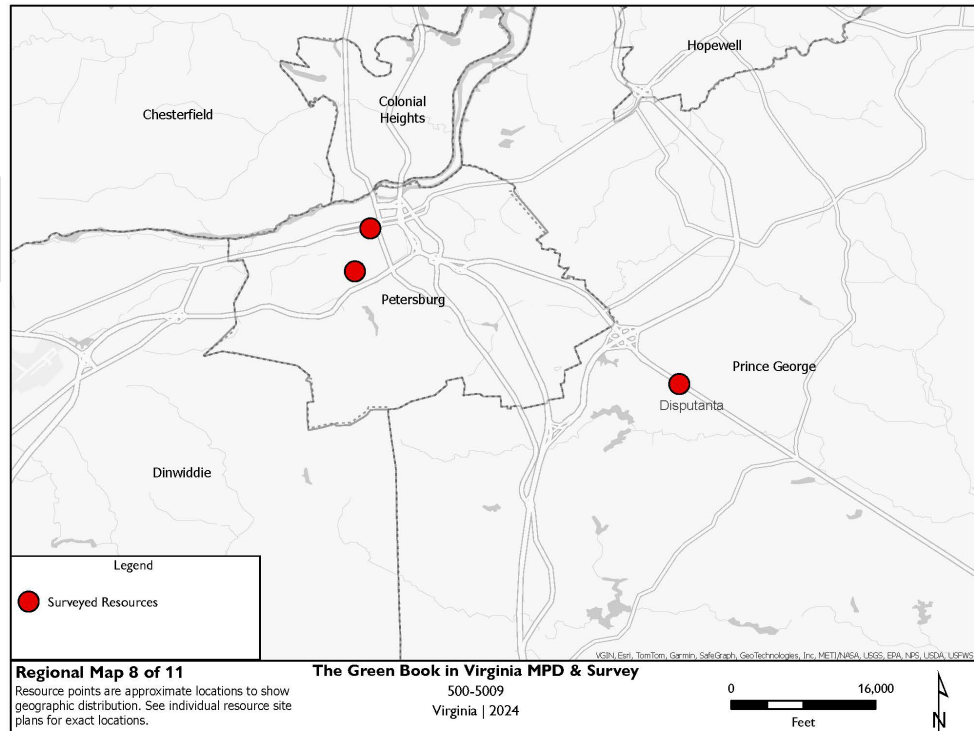 Hopewell
Colonial
Heights
Chesterfield
Petersburg
Prince George
Disputanta
Dinwiddie
Legend
Surveyed Resources
VGIN, Esri, TomTom, Garmin, SafeGraph, GeoTechnologies, Inc, METI/NASA, USGS, EPA, NPS, USDA, USFWS
Regional Map 8 of 11
Resource points are approximate locations to show
geographic distribution. See individual resource site
plans for exact locations.
The Green Book in Virginia MPD & Survey
500-5009
Virginia | 2024
0 16,000
Feet
N